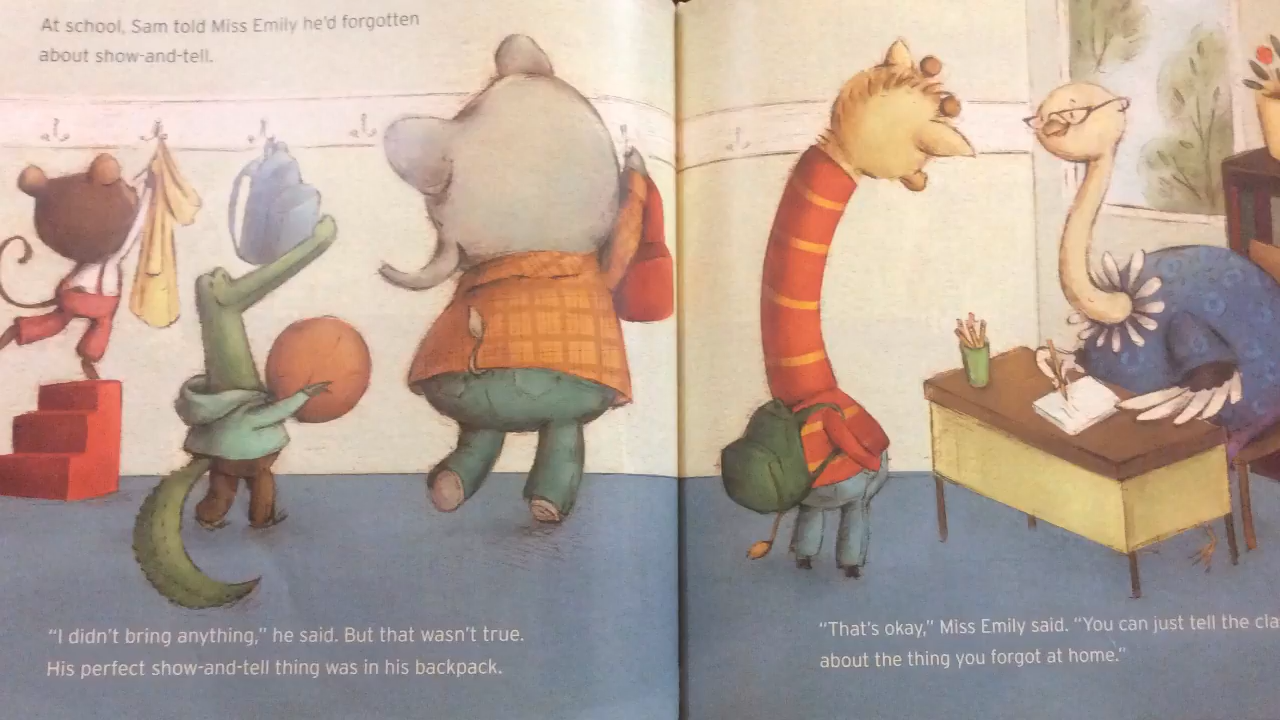 At school, Sam told Miss Emily he'd forgotten
about show-and-tell.
"I didn't bring anything," he said. But that wasn't true.
His perfect show-and-tell thing was in his backpack.
"That's okay," Miss Emily said. "You can just tell the
about the thing you forgot at home."